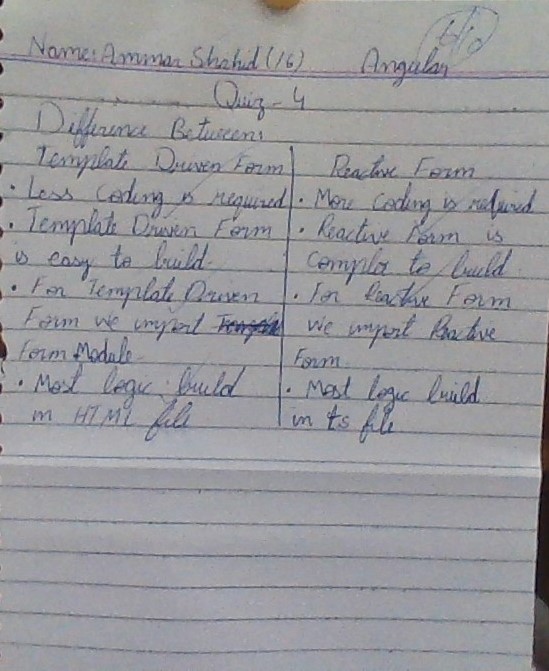 6/10
Name: Ammar Shahid (16) Angular
Quiz-4
Difference Between:
Template Driven Form | Reactive Form
• Less coding is required | • More coding is required
• Template Driven Form | • Reactive Form is
is easy to build. | complex to build
• For Template Driven | • For Reactive Form
Form we import | we import Reactive
Form Module. | Form.
• Most logic build | • Most logic build
in HTML file | in ts file